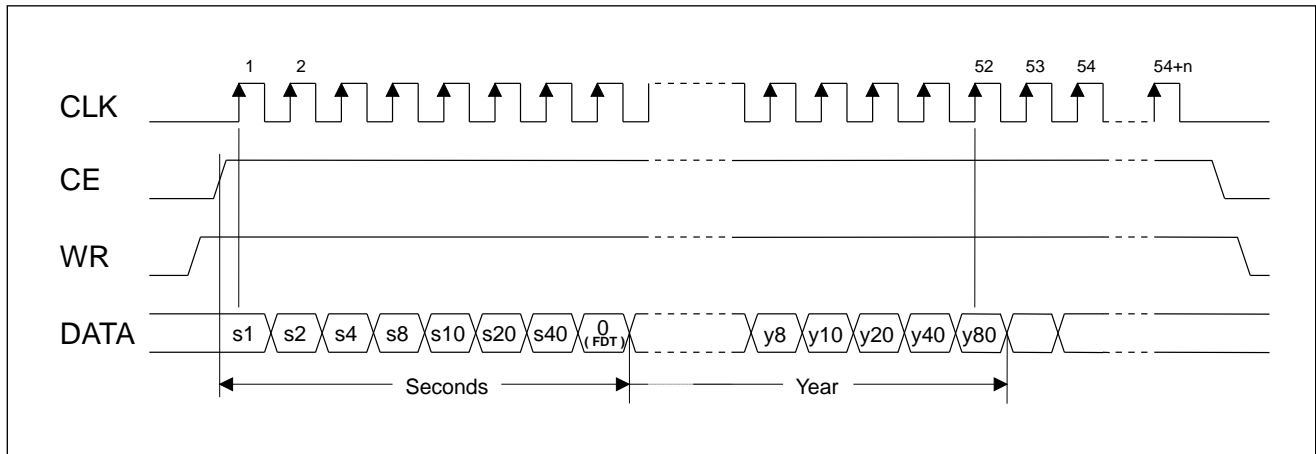 1 2 52 53 54 54+n
CLK
CE
WR
DATA s1 s2 s4 s8 s10 s20 s40 0 (FDT) y8 y10 y20 y40 y80
Seconds Year